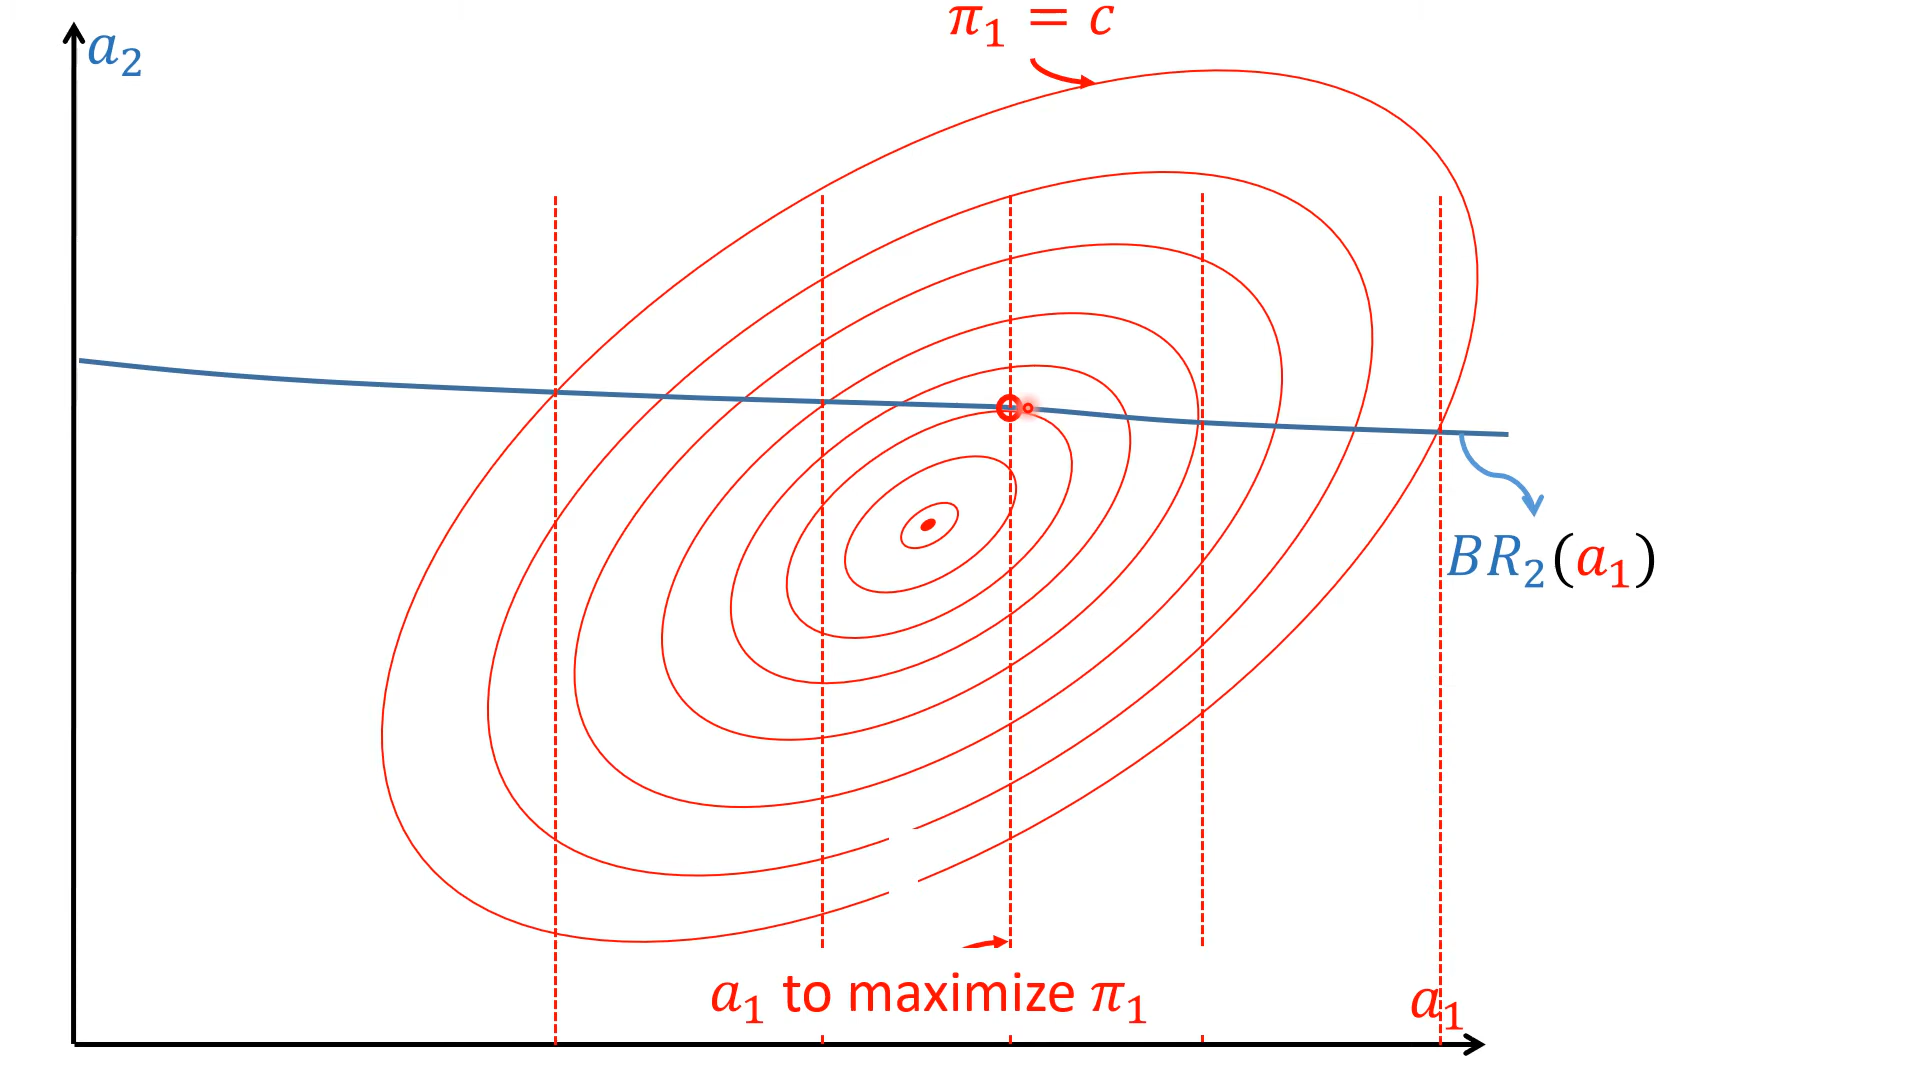 π₁ = c
a₂
BR₂(a₁)
a₁ to maximize π₁
a₁